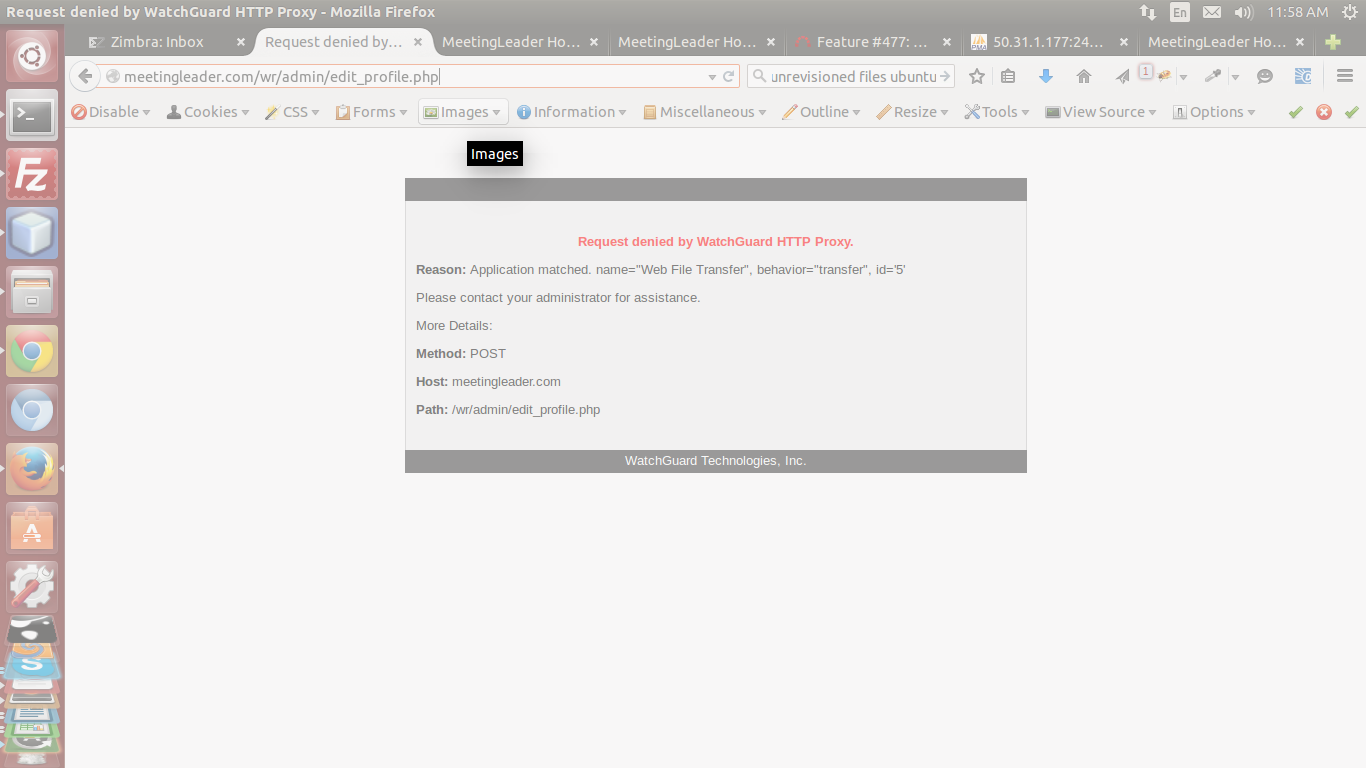 Request denied by WatchGuard HTTP Proxy - Mozilla Firefox
En
11:58 AM
Zimbra: Inbox
Request denied by...
MeetingLeader Ho...
MeetingLeader Ho...
Feature #477: ...
50.31.1.177:24...
MeetingLeader Ho...
meetingleader.com/wr/admin/edit_profile.php
unrevisioned files ubuntu
1
Disable
Cookies
CSS
Forms
Images
Information
Miscellaneous
Outline
Resize
Tools
View Source
Options
Images
Request denied by WatchGuard HTTP Proxy.
Reason: Application matched. name="Web File Transfer", behavior="transfer", id='5'
Please contact your administrator for assistance.
More Details:
Method: POST
Host: meetingleader.com
Path: /wr/admin/edit_profile.php
WatchGuard Technologies, Inc.